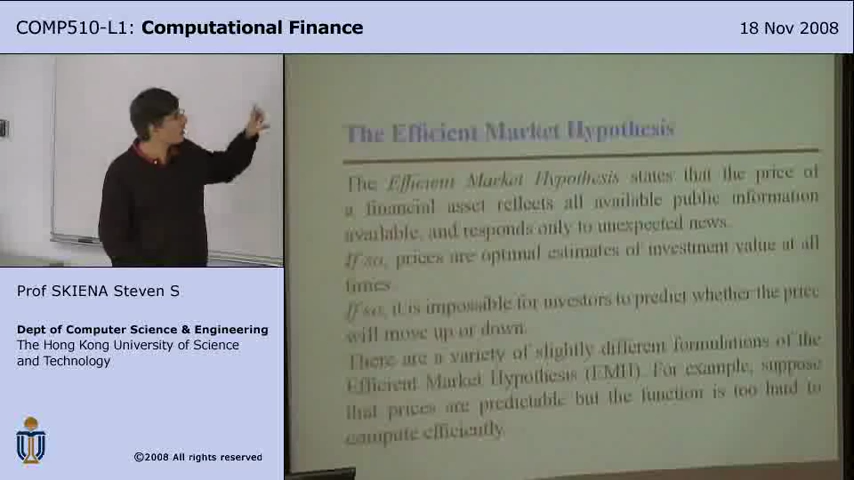 COMP510-L1: Computational Finance
18 Nov 2008
The Efficient Market Hypothesis
The Efficient Market Hypothesis states that the price of
a financial asset reflects all available public information
available, and responds only to unexpected news.
If so, prices are optimal estimates of investment value at all
times.
If so, it is impossible for investors to predict whether the price
will move up or down.
There are a variety of slightly different formulations of the
Efficient Market Hypothesis (EMH). For example, suppose
that prices are predictable but the function is too hard to
compute efficiently.
Prof SKIENA Steven S
Dept of Computer Science & Engineering
The Hong Kong University of Science
and Technology
©2008 All rights reserved